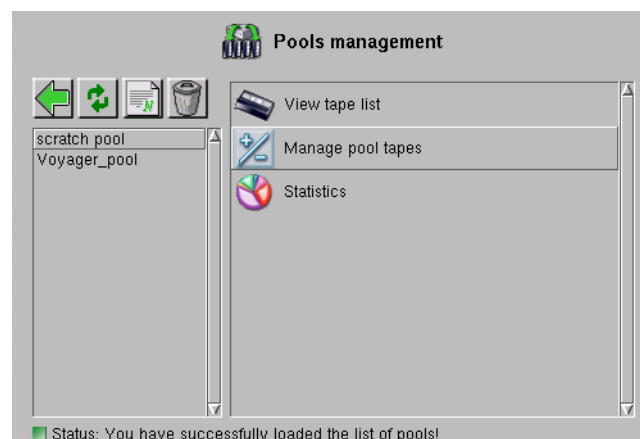 Pools management
N
scratch pool
Voyager_pool
View tape list
Manage pool tapes
Statistics
Status: You have successfully loaded the list of pools!